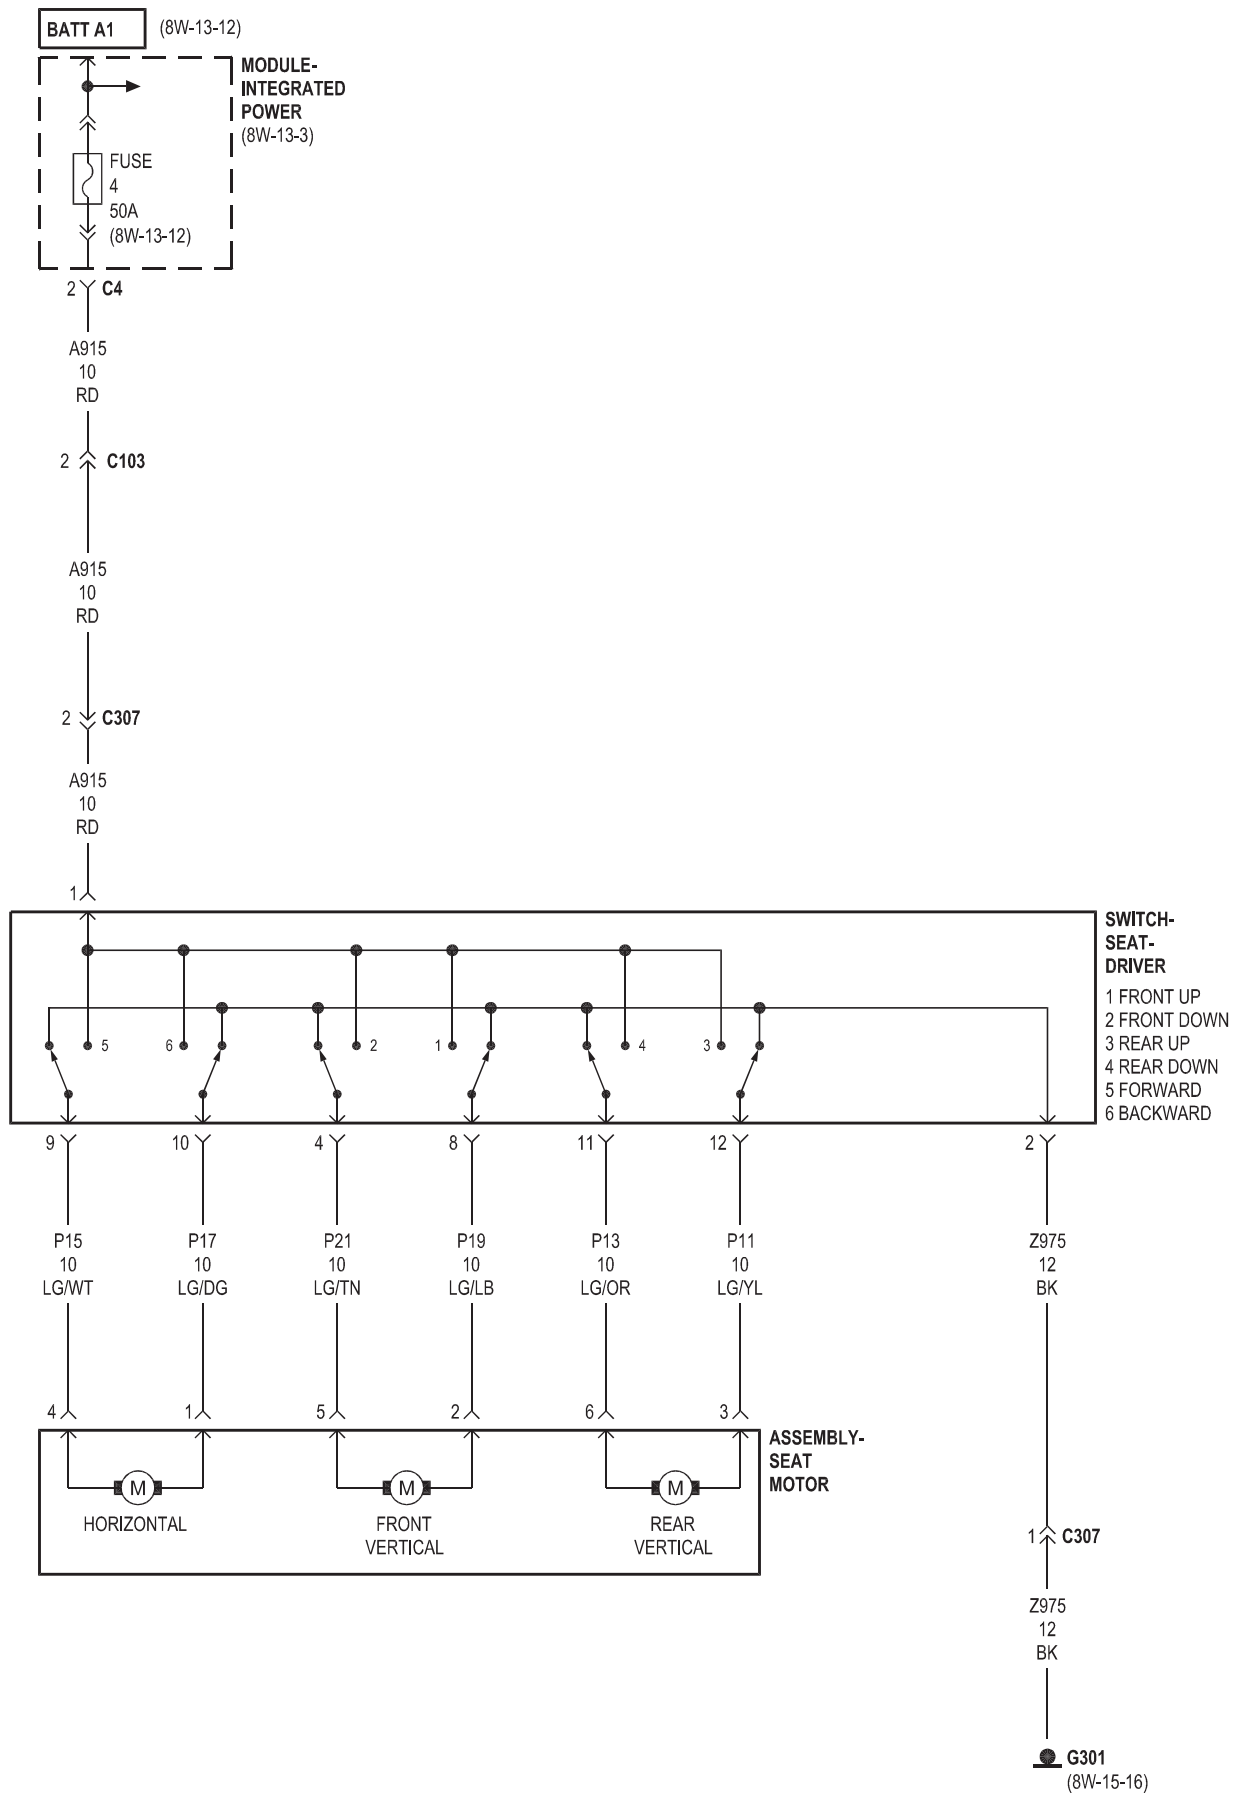 BATT A1 (8W-13-12)
MODULE-
INTEGRATED
POWER
(8W-13-3)
FUSE
4
50A
(8W-13-12)
2 C4
A915
10
RD
2 C103
A915
10
RD
2 C307
A915
10
RD
1
SWITCH-
SEAT-
DRIVER
1 FRONT UP
2 FRONT DOWN
3 REAR UP
4 REAR DOWN
5 FORWARD
6 BACKWARD
5 6 2 1 4 3
9 10 4 8 11 12 2
P15 P17 P21 P19 P13 P11 Z975
10 10 10 10 10 10 12
LG/WT LG/DG LG/TN LG/LB LG/OR LG/YL BK
4 1 5 2 6 3
ASSEMBLY-
SEAT
MOTOR
M M M
HORIZONTAL FRONT REAR
VERTICAL VERTICAL
1 C307
Z975
12
BK
G301
(8W-15-16)